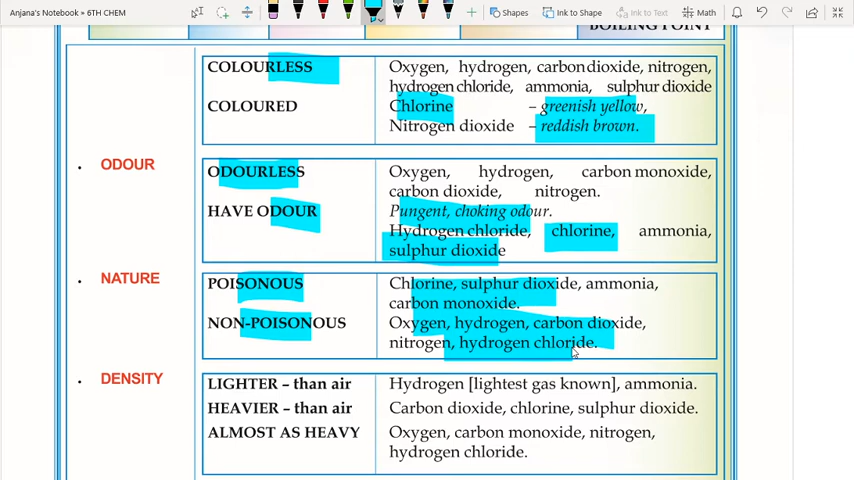 Anjana's Notebook » 6TH CHEM
Shapes
Ink to Shape
Ink to Text
Math
BOILING POINT
COLOURLESS
Oxygen, hydrogen, carbon dioxide, nitrogen,
hydrogen chloride, ammonia, sulphur dioxide
COLOURED
Chlorine – greenish yellow,
Nitrogen dioxide – reddish brown.
• ODOUR
ODOURLESS
Oxygen, hydrogen, carbon monoxide,
carbon dioxide, nitrogen.
HAVE ODOUR
Pungent, choking odour.
Hydrogen chloride, chlorine, ammonia,
sulphur dioxide
• NATURE
POISONOUS
Chlorine, sulphur dioxide, ammonia,
carbon monoxide.
NON-POISONOUS
Oxygen, hydrogen, carbon dioxide,
nitrogen, hydrogen chloride.
• DENSITY
LIGHTER – than air
Hydrogen [lightest gas known], ammonia.
HEAVIER – than air
Carbon dioxide, chlorine, sulphur dioxide.
ALMOST AS HEAVY
Oxygen, carbon monoxide, nitrogen,
hydrogen chloride.